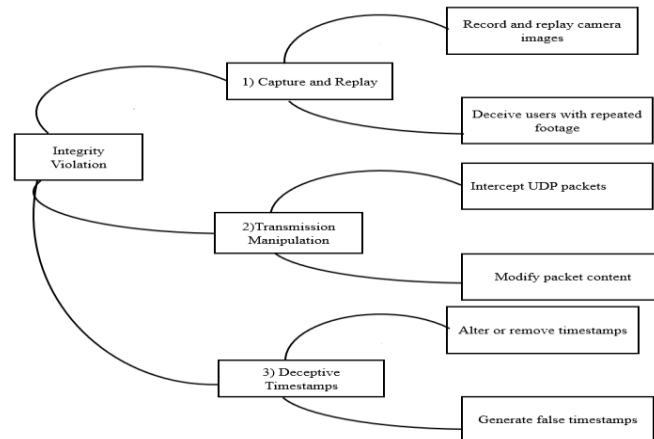 Record and replay camera
images
1) Capture and Replay
Deceive users with repeated
footage
Integrity
Violation
Intercept UDP packets
2)Transmission
Manipulation
Modify packet content
Alter or remove timestamps
3) Deceptive
Timestamps
Generate false timestamps